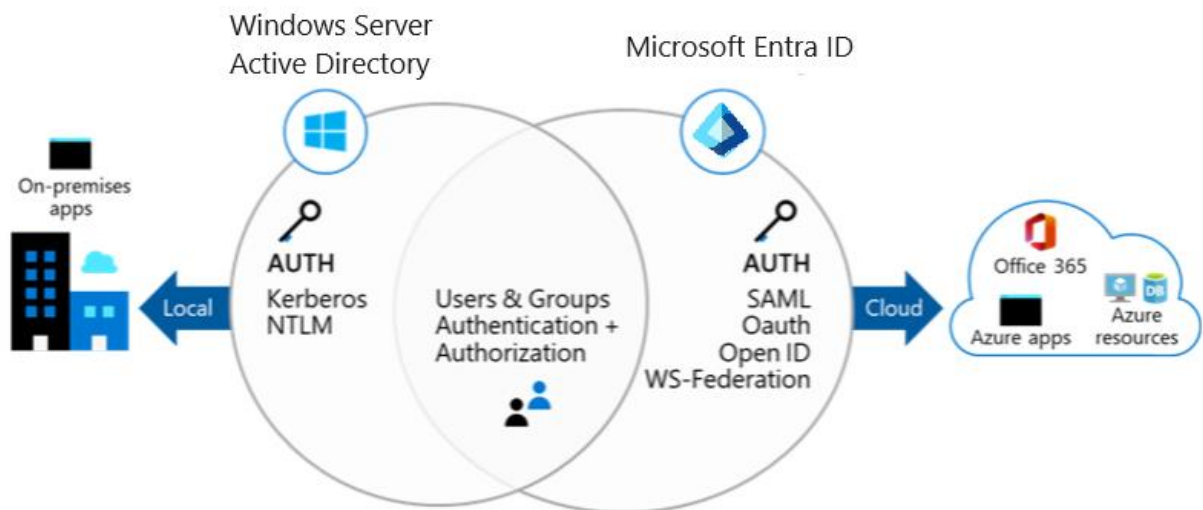 Windows Server
Active Directory
Microsoft Entra ID
On-premises
apps
Local
AUTH
Kerberos
NTLM
Users & Groups
Authentication +
Authorization
AUTH
SAML
Oauth
Open ID
WS-Federation
Cloud
Office 365
DB
Azure apps
Azure
resources